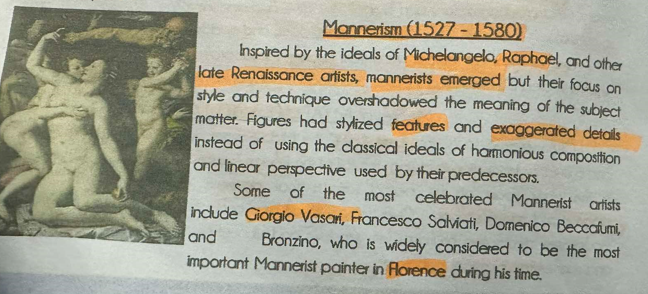 Mannerism (1527 - 1580)
Inspired by the ideals of Michelangelo, Raphael, and other
late Renaissance artists, mannerists emerged but their focus on
style and technique overshadowed the meaning of the subject
matter. Figures had stylized features and exaggerated details
instead of using the classical ideals of harmonious composition
and linear perspective used by their predecessors.
Some of the most celebrated Mannerist artists
include Giorgio Vasari, Francesco Salviati, Domenico Beccafumi,
and Bronzino, who is widely considered to be the most
important Mannerist painter in Florence during his time.